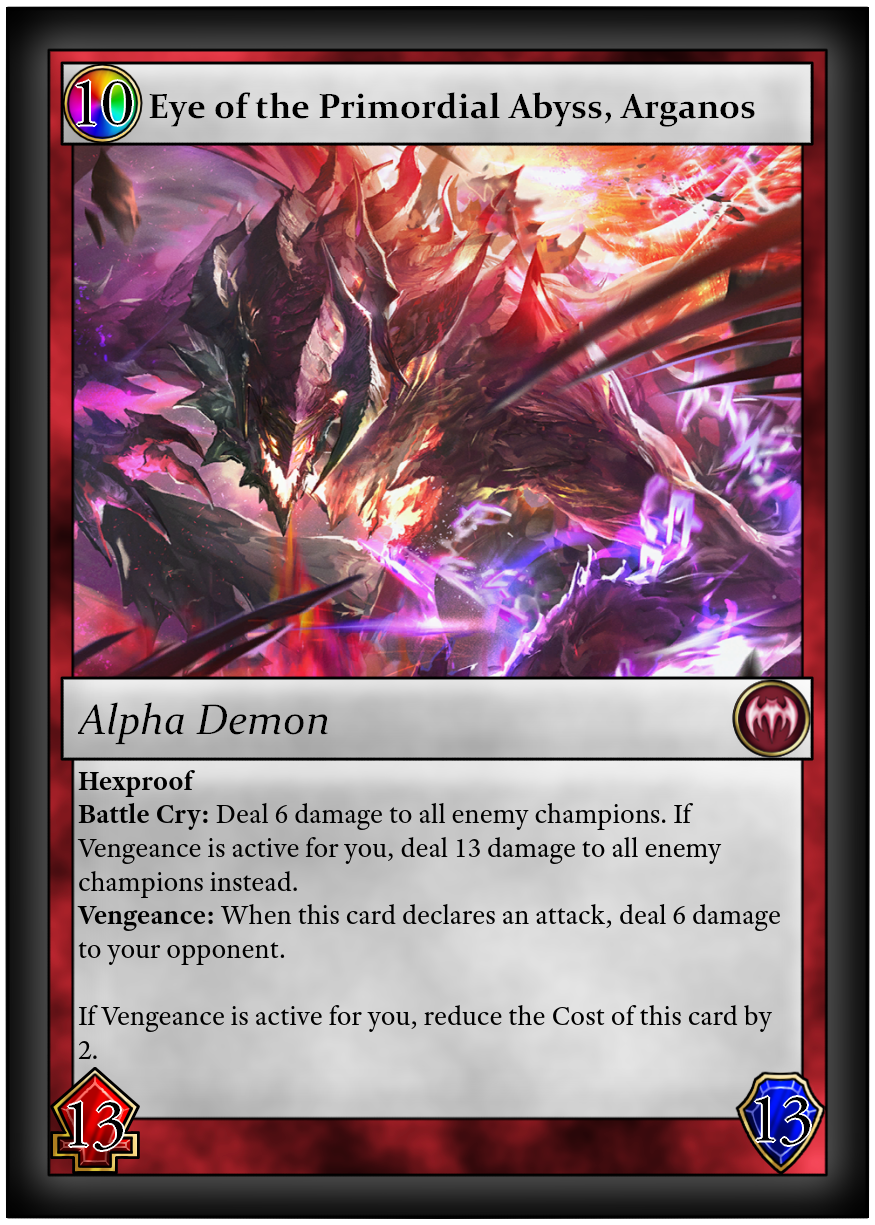 10 Eye of the Primordial Abyss, Arganos
Alpha Demon
Hexproof
Battle Cry: Deal 6 damage to all enemy champions. If
Vengeance is active for you, deal 13 damage to all enemy
champions instead.
Vengeance: When this card declares an attack, deal 6 damage
to your opponent.
If Vengeance is active for you, reduce the Cost of this card by
2.
13
13